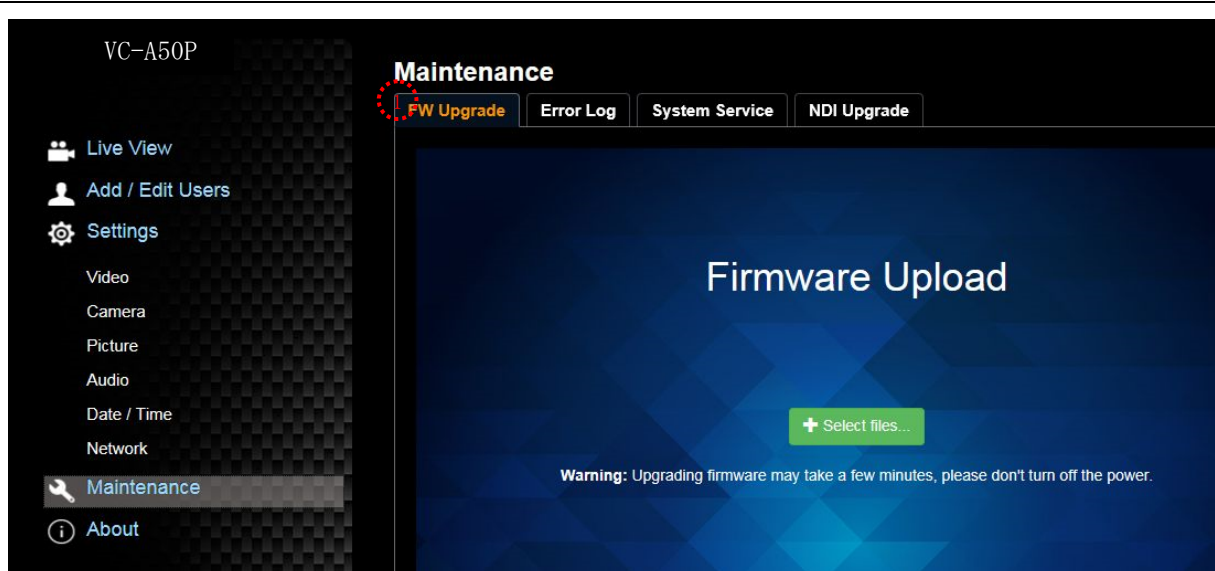 VC-A50P
Live View
Add / Edit Users
Settings
Video
Camera
Picture
Audio
Date / Time
Network
Maintenance
About
Maintenance
1
FW Upgrade
Error Log
System Service
NDI Upgrade
Firmware Upload
+ Select files...
Warning: Upgrading firmware may take a few minutes, please don't turn off the power.